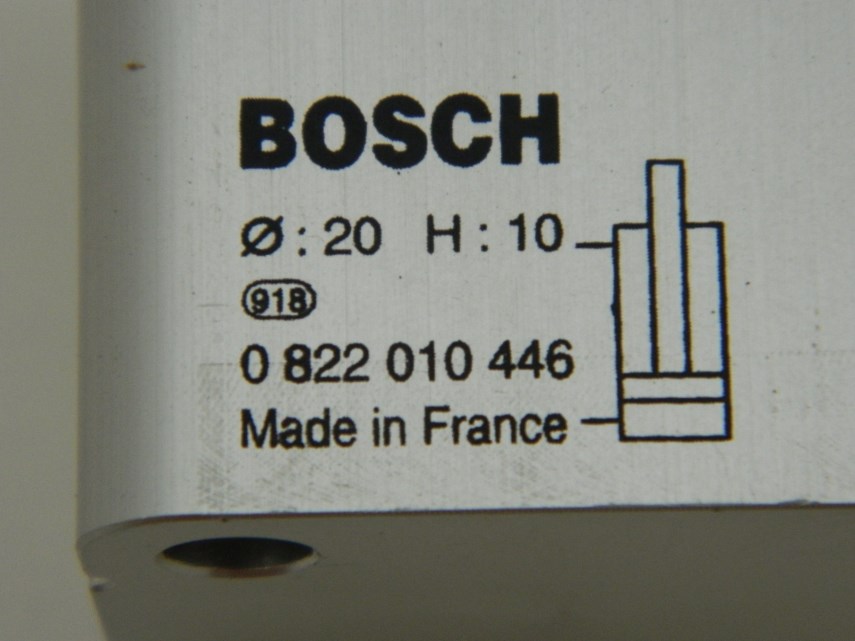 BOSCH
Ø : 20 H : 10
918
0 822 010 446
Made in France